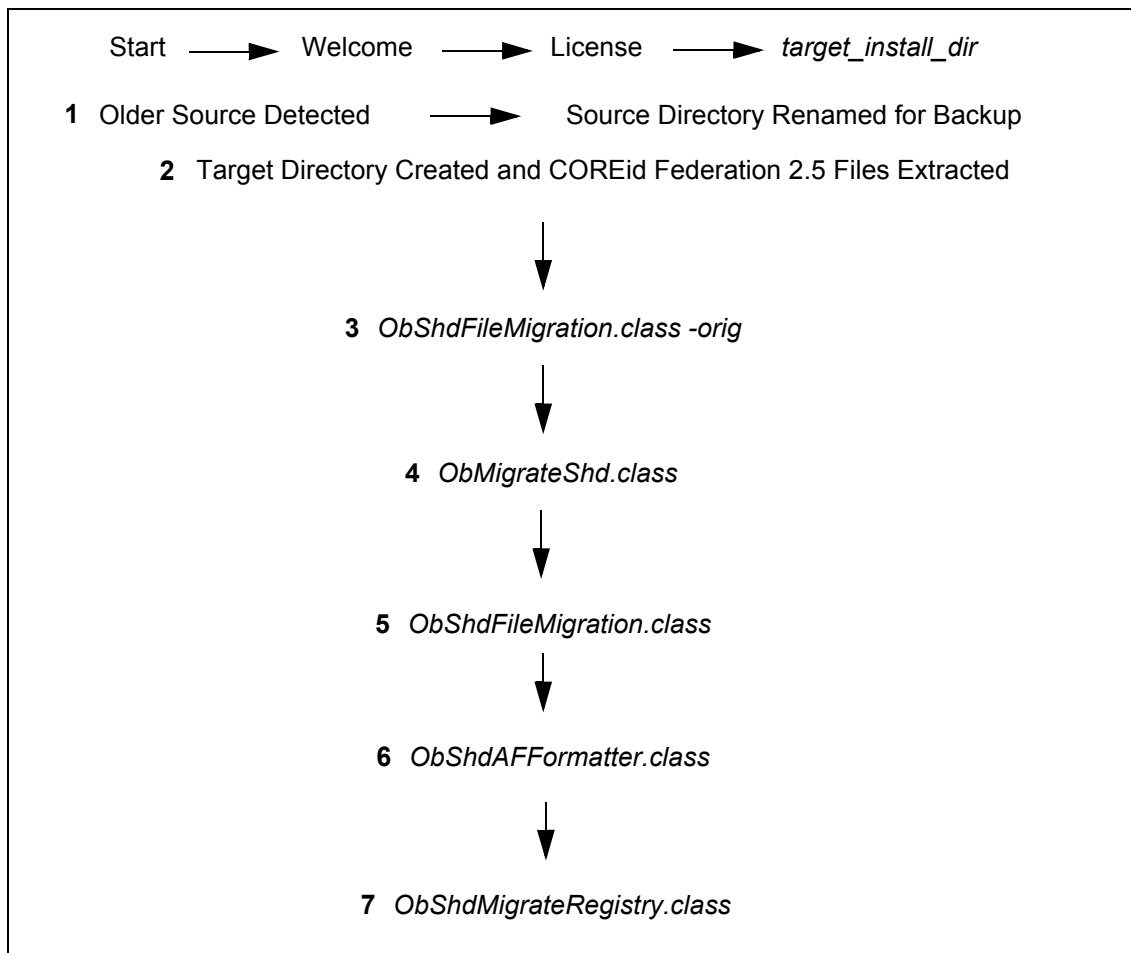 Start Welcome License target_install_dir
1 Older Source Detected Source Directory Renamed for Backup
2 Target Directory Created and COREid Federation 2.5 Files Extracted
3 ObShdFileMigration.class -orig
4 ObMigrateShd.class
5 ObShdFileMigration.class
6 ObShdAFFormatter.class
7 ObShdMigrateRegistry.class